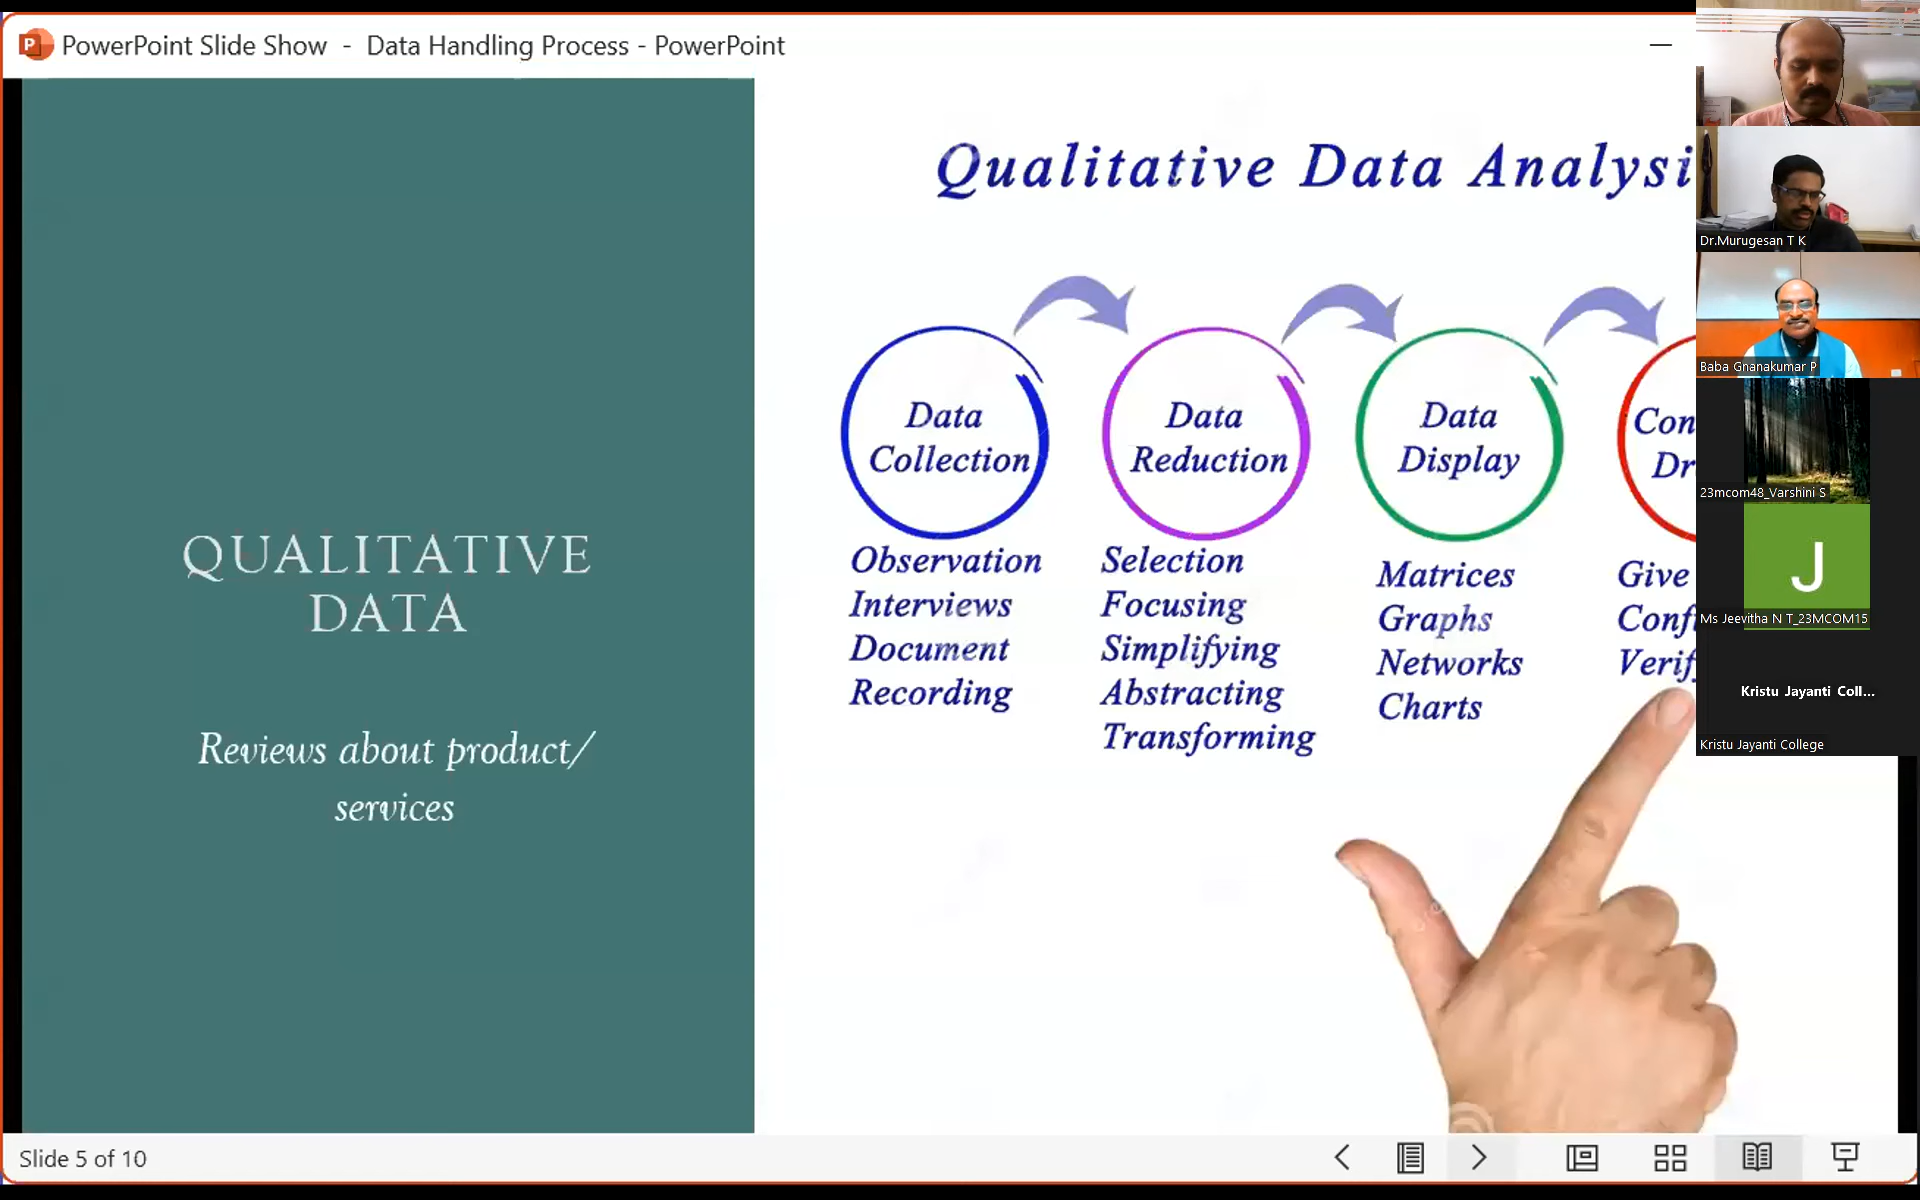 PowerPoint Slide Show - Data Handling Process - PowerPoint
QUALITATIVE
DATA
Reviews about product/
services
Qualitative Data Analysi
Data
Collection
Observation
Interviews
Document
Recording
Data
Reduction
Selection
Focusing
Simplifying
Abstracting
Transforming
Data
Display
Matrices
Graphs
Networks
Charts
Con
Dr
Give
Conf
Verif
Dr.Murugesan T K
Baba Gnanakumar P
23mcom48_Varshini S
J
Ms Jeevitha N T_23MCOM15
Kristu Jayanti Coll...
Kristu Jayanti College
Slide 5 of 10